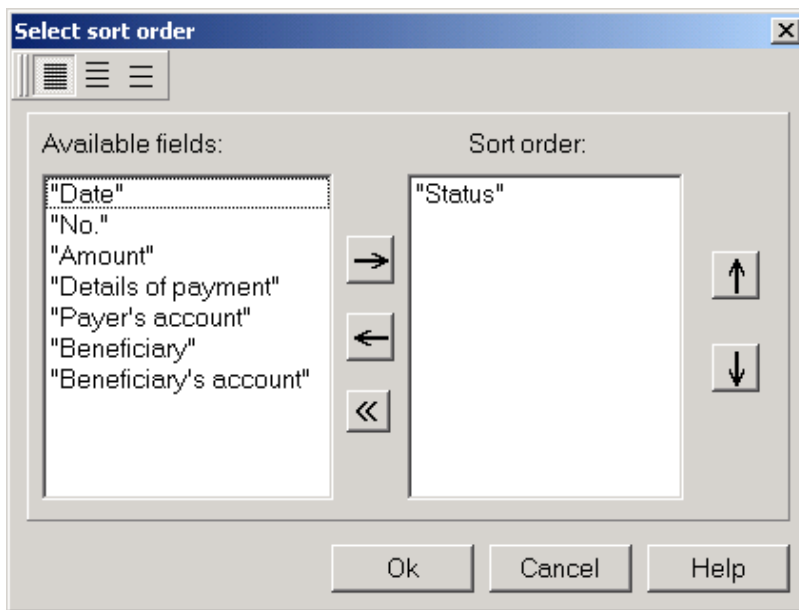 Select sort order
Available fields:
"Date"
"No."
"Amount"
"Details of payment"
"Payer's account"
"Beneficiary"
"Beneficiary's account"
Sort order:
"Status"
Ok
Cancel
Help